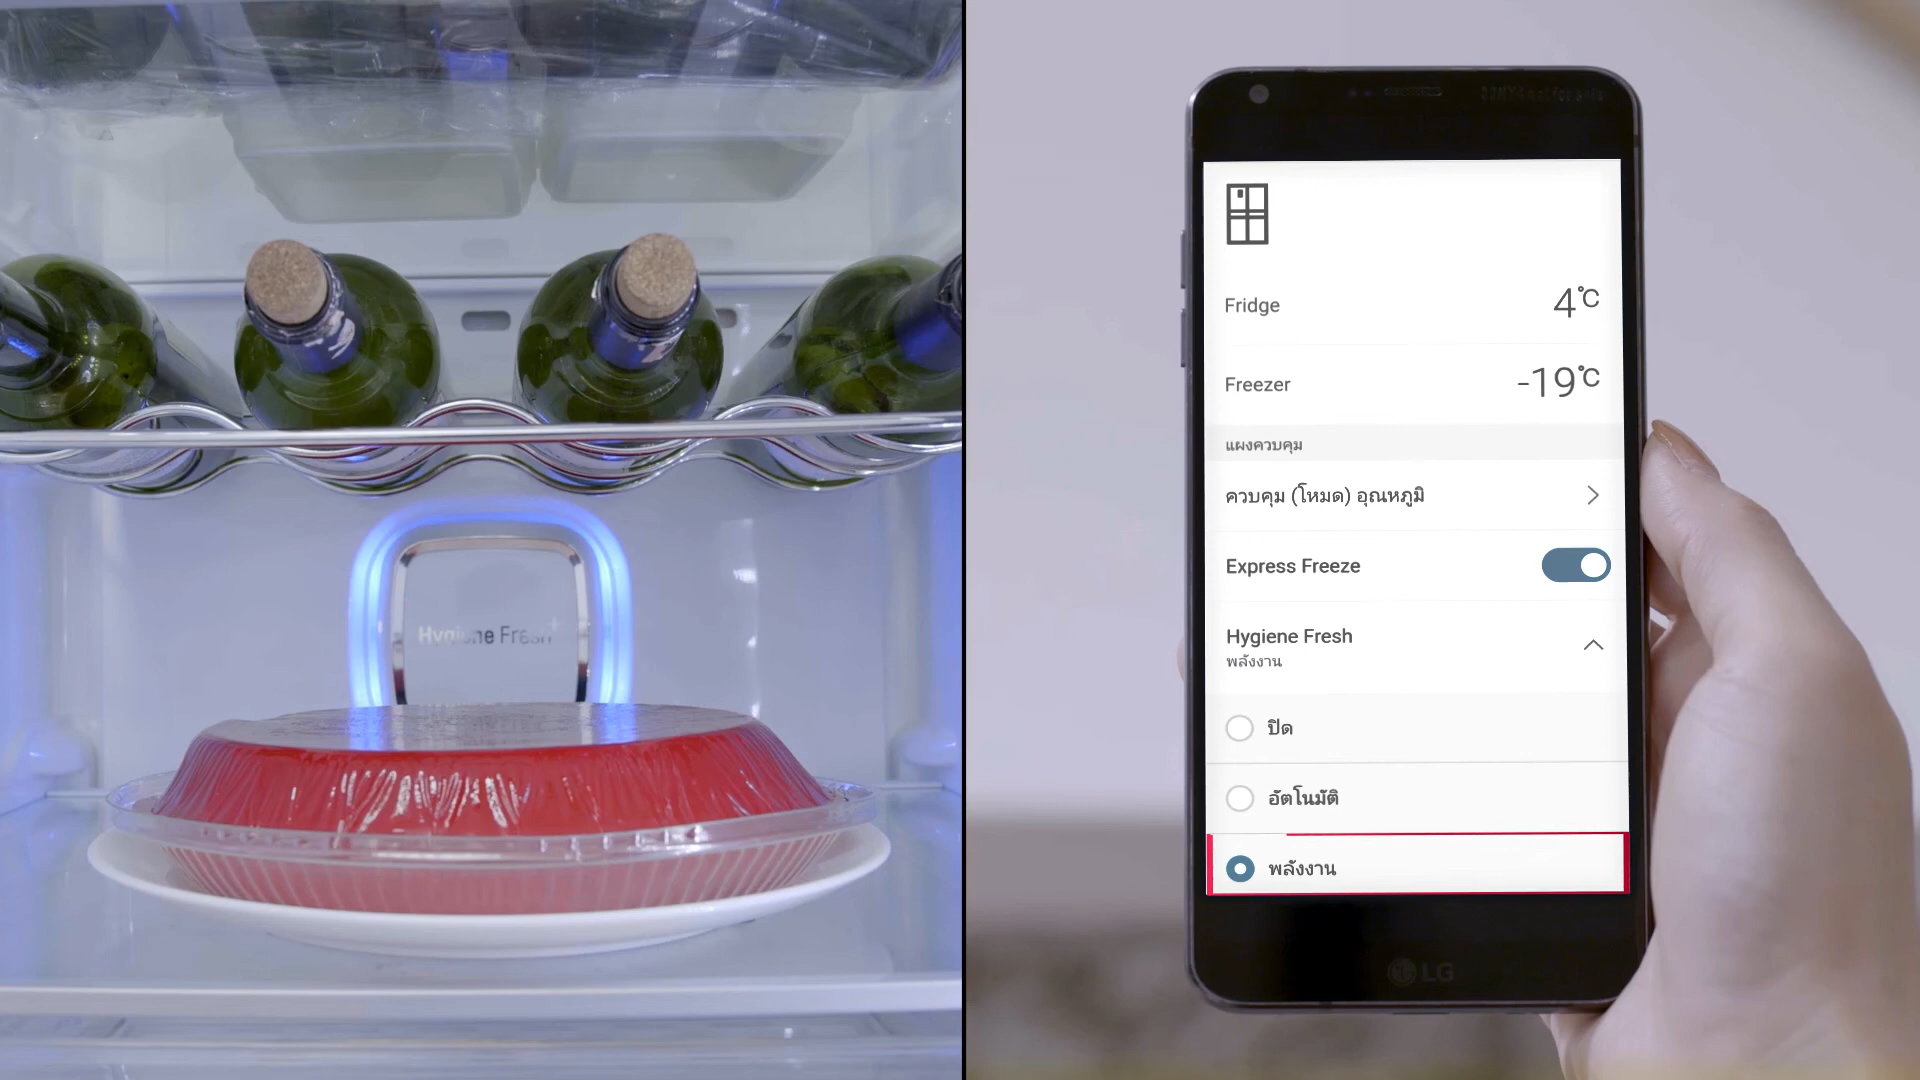 Hygiene Fresh+
Fridge 4°C
Freezer -19°C
แผงควบคุม
ควบคุม (โหมด) อุณหภูมิ
Express Freeze
Hygiene Fresh
พลังงาน
ปิด
อัตโนมัติ
พลังงาน
LG